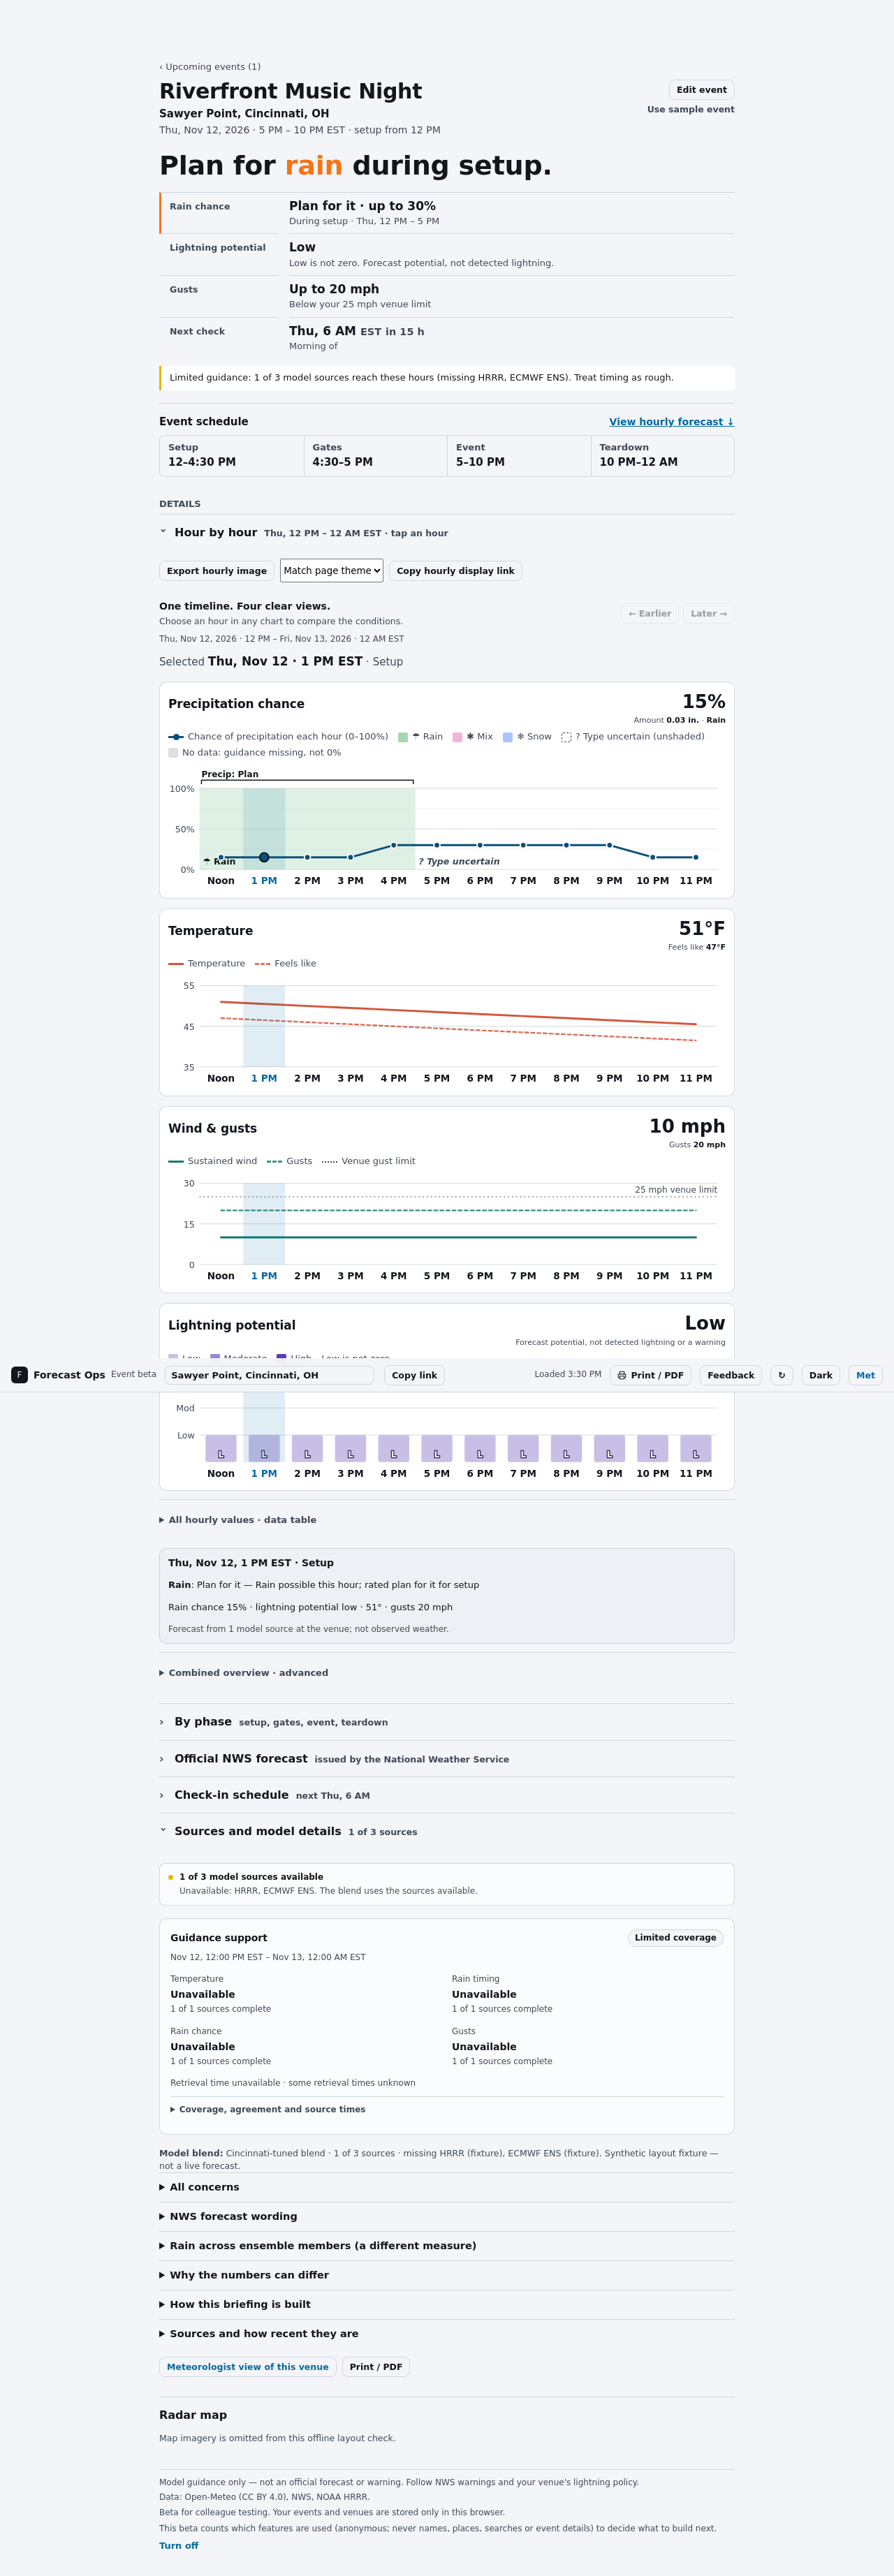 ‹ Upcoming events (1)
Riverfront Music Night
Edit event
Sawyer Point, Cincinnati, OH
Use sample event
Thu, Nov 12, 2026 · 5 PM – 10 PM EST · setup from 12 PM
Plan for rain during setup.
Rain chance
Plan for it · up to 30%
During setup · Thu, 12 PM – 5 PM
Lightning potential
Low
Low is not zero. Forecast potential, not detected lightning.
Gusts
Up to 20 mph
Below your 25 mph venue limit
Next check
Thu, 6 AM EST in 15 h
Morning of
Limited guidance: 1 of 3 model sources reach these hours (missing HRRR, ECMWF ENS). Treat timing as rough.
Event schedule
View hourly forecast ↓
Setup
12–4:30 PM
Gates
4:30–5 PM
Event
5–10 PM
Teardown
10 PM–12 AM
DETAILS
Hour by hour Thu, 12 PM – 12 AM EST · tap an hour
Export hourly image
Match page theme
Copy hourly display link
One timeline. Four clear views.
Choose an hour in any chart to compare the conditions.
← Earlier
Later →
Thu, Nov 12, 2026 · 12 PM – Fri, Nov 13, 2026 · 12 AM EST
Selected Thu, Nov 12 · 1 PM EST · Setup
Precipitation chance
15%
Amount 0.03 in. · Rain
Chance of precipitation each hour (0–100%) ☂ Rain ✱ Mix ❄ Snow ? Type uncertain (unshaded)
No data: guidance missing, not 0%
Precip: Plan
100%
50%
0%
☂ Rain
? Type uncertain
Noon 1 PM 2 PM 3 PM 4 PM 5 PM 6 PM 7 PM 8 PM 9 PM 10 PM 11 PM
Temperature
51°F
Feels like 47°F
Temperature Feels like
55
45
35
Noon 1 PM 2 PM 3 PM 4 PM 5 PM 6 PM 7 PM 8 PM 9 PM 10 PM 11 PM
Wind & gusts
10 mph
Gusts 20 mph
Sustained wind Gusts Venue gust limit
30
25 mph venue limit
15
0
Noon 1 PM 2 PM 3 PM 4 PM 5 PM 6 PM 7 PM 8 PM 9 PM 10 PM 11 PM
Lightning potential
Low
Forecast potential, not detected lightning or a warning
Low Moderate High Low is not zero
F Forecast Ops Event beta Sawyer Point, Cincinnati, OH Copy link Loaded 3:30 PM Print / PDF Feedback ↻ Dark Met
Mod
Low
L L L L L L L L L L L L
Noon 1 PM 2 PM 3 PM 4 PM 5 PM 6 PM 7 PM 8 PM 9 PM 10 PM 11 PM
All hourly values · data table
Thu, Nov 12, 1 PM EST · Setup
Rain: Plan for it — Rain possible this hour; rated plan for it for setup
Rain chance 15% · lightning potential low · 51° · gusts 20 mph
Forecast from 1 model source at the venue; not observed weather.
Combined overview · advanced
› By phase setup, gates, event, teardown
› Official NWS forecast issued by the National Weather Service
› Check-in schedule next Thu, 6 AM
Sources and model details 1 of 3 sources
1 of 3 model sources available
Unavailable: HRRR, ECMWF ENS. The blend uses the sources available.
Guidance support
Limited coverage
Nov 12, 12:00 PM EST – Nov 13, 12:00 AM EST
Temperature
Unavailable
1 of 1 sources complete
Rain timing
Unavailable
1 of 1 sources complete
Rain chance
Unavailable
1 of 1 sources complete
Gusts
Unavailable
1 of 1 sources complete
Retrieval time unavailable · some retrieval times unknown
Coverage, agreement and source times
Model blend: Cincinnati-tuned blend · 1 of 3 sources · missing HRRR (fixture), ECMWF ENS (fixture). Synthetic layout fixture —
not a live forecast.
All concerns
NWS forecast wording
Rain across ensemble members (a different measure)
Why the numbers can differ
How this briefing is built
Sources and how recent they are
Meteorologist view of this venue
Print / PDF
Radar map
Map imagery is omitted from this offline layout check.
Model guidance only — not an official forecast or warning. Follow NWS warnings and your venue's lightning policy.
Data: Open-Meteo (CC BY 4.0), NWS, NOAA HRRR.
Beta for colleague testing. Your events and venues are stored only in this browser.
This beta counts which features are used (anonymous; never names, places, searches or event details) to decide what to build next.
Turn off